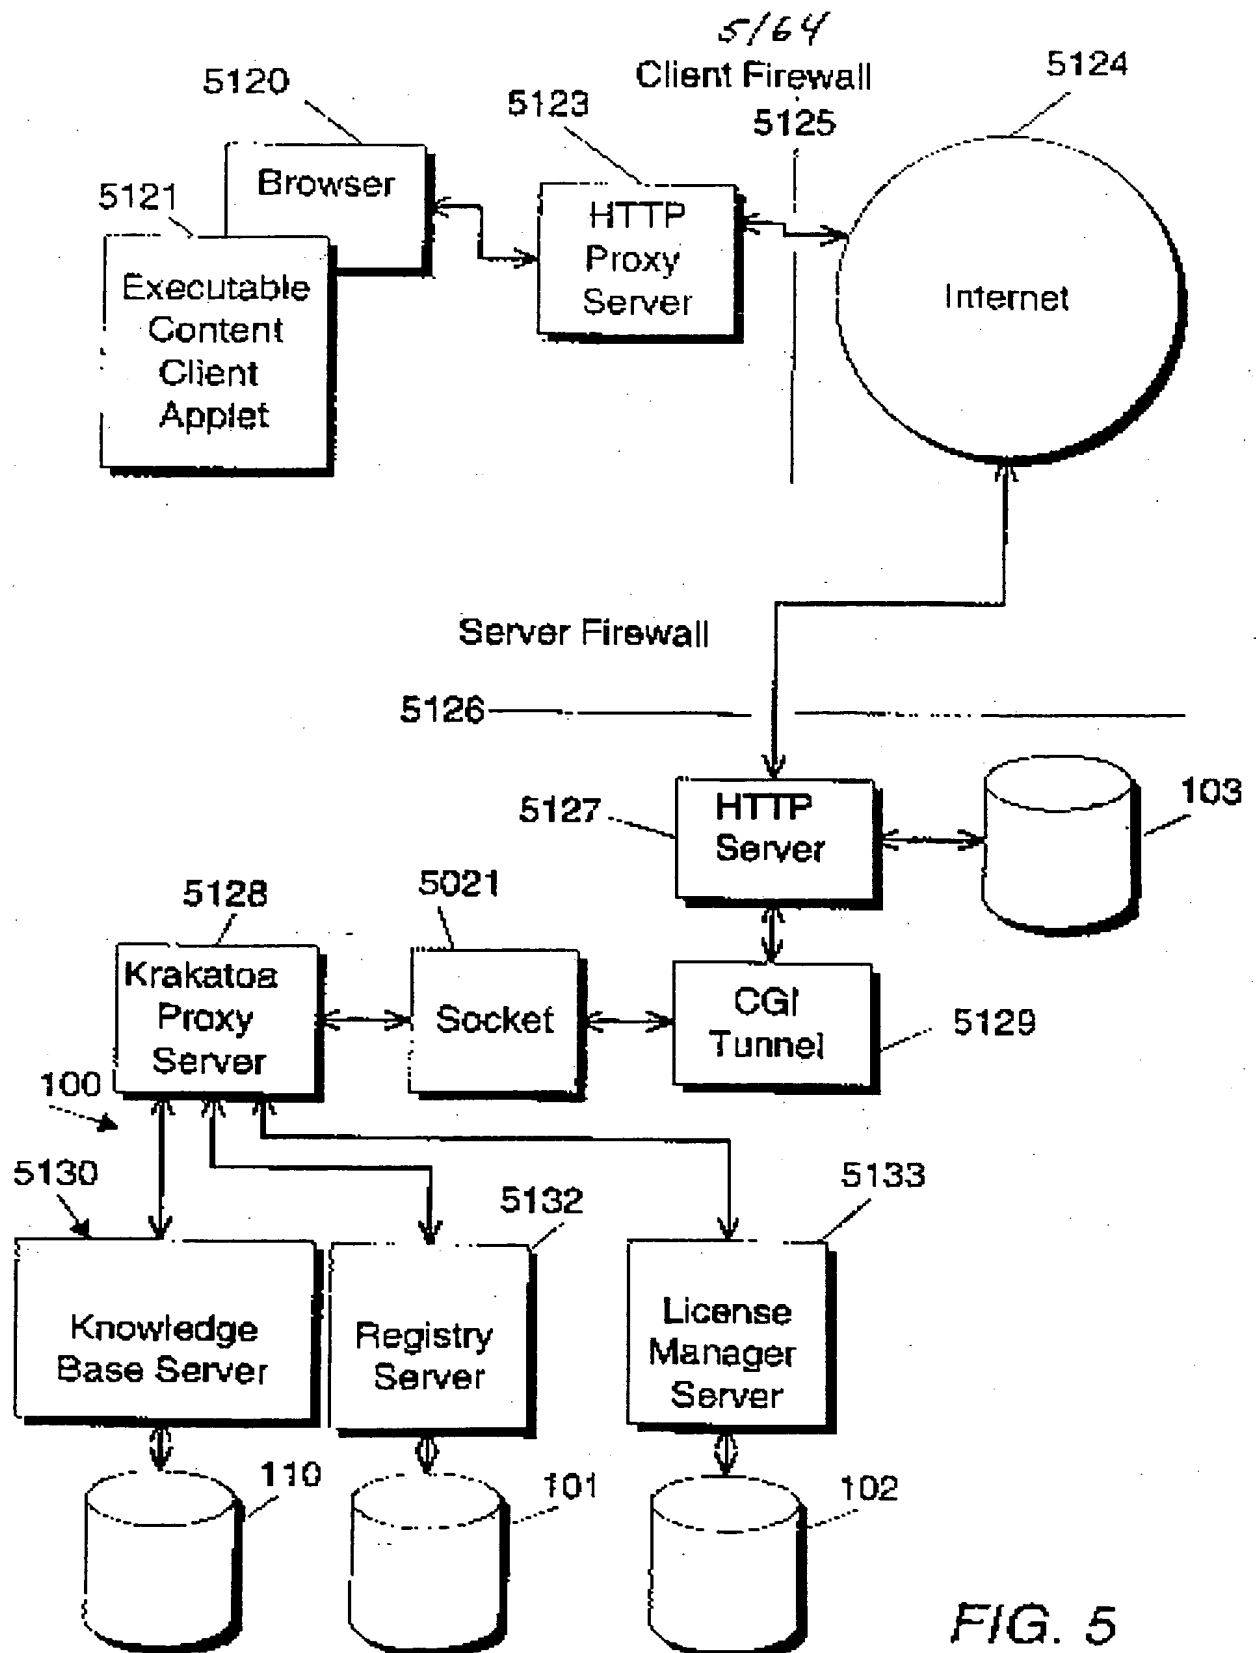 5/64
Client Firewall
5120
5123
5125
5124
5121
Browser
HTTP
Proxy
Server
Executable
Content
Client
Applet
Internet
Server Firewall
5126
5127
HTTP
Server
103
5128
5021
Krakatoa
Proxy
Server
Socket
CGI
Tunnel
5129
100
5130
5132
5133
Knowledge
Base Server
Registry
Server
License
Manager
Server
110
101
102
FIG. 5